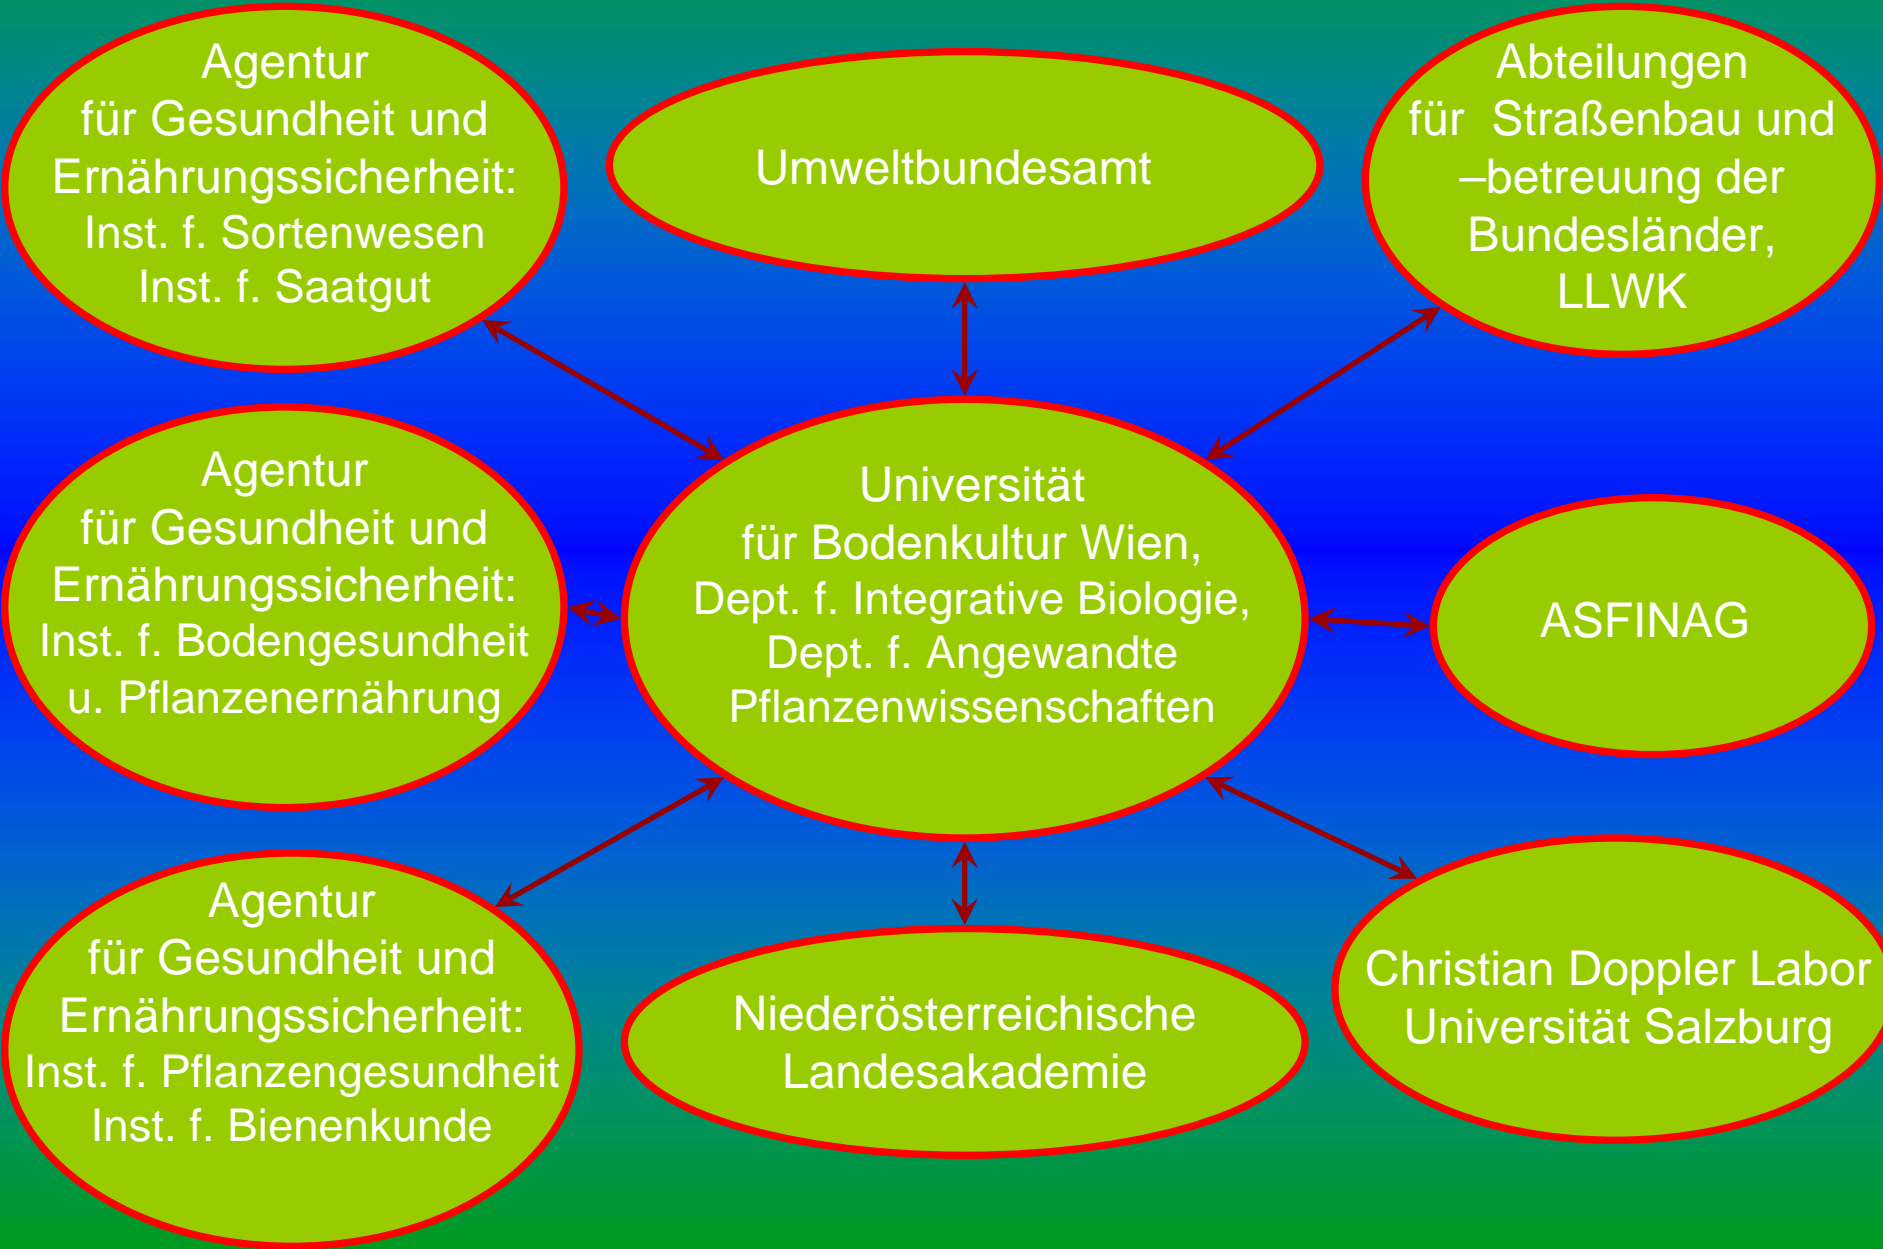 Agentur
für Gesundheit und
Ernährungssicherheit:
Inst. f. Sortenwesen
Inst. f. Saatgut
Umweltbundesamt
Abteilungen
für Straßenbau und
–betreuung der
Bundesländer,
LLWK
Agentur
für Gesundheit und
Ernährungssicherheit:
Inst. f. Bodengesundheit
u. Pflanzenernährung
Universität
für Bodenkultur Wien,
Dept. f. Integrative Biologie,
Dept. f. Angewandte
Pflanzenwissenschaften
ASFINAG
Agentur
für Gesundheit und
Ernährungssicherheit:
Inst. f. Pflanzengesundheit
Inst. f. Bienenkunde
Niederösterreichische
Landesakademie
Christian Doppler Labor
Universität Salzburg